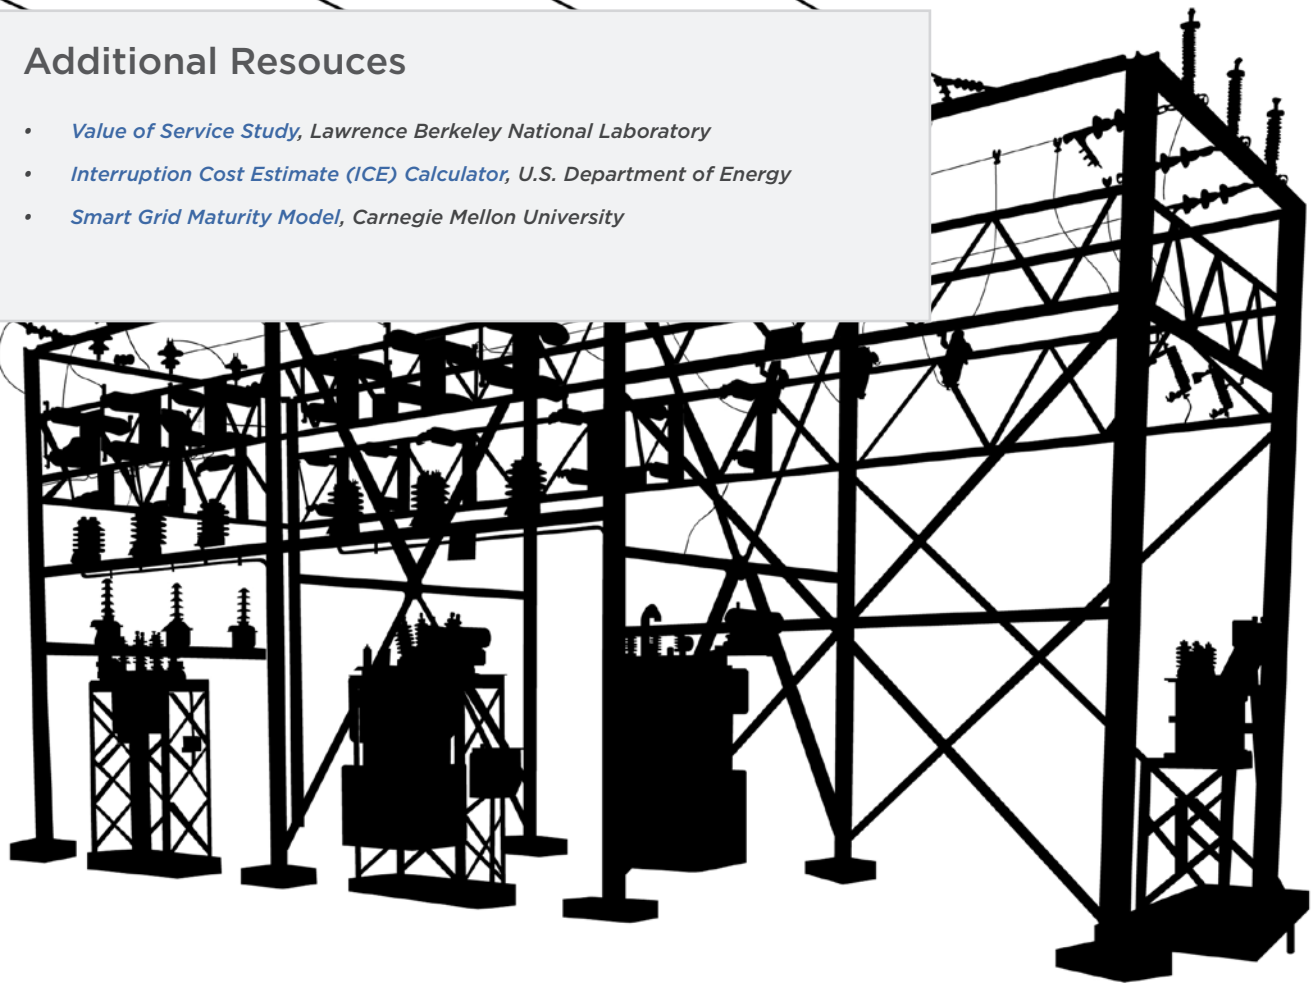 Additional Resouces
• Value of Service Study, Lawrence Berkeley National Laboratory
• Interruption Cost Estimate (ICE) Calculator, U.S. Department of Energy
• Smart Grid Maturity Model, Carnegie Mellon University